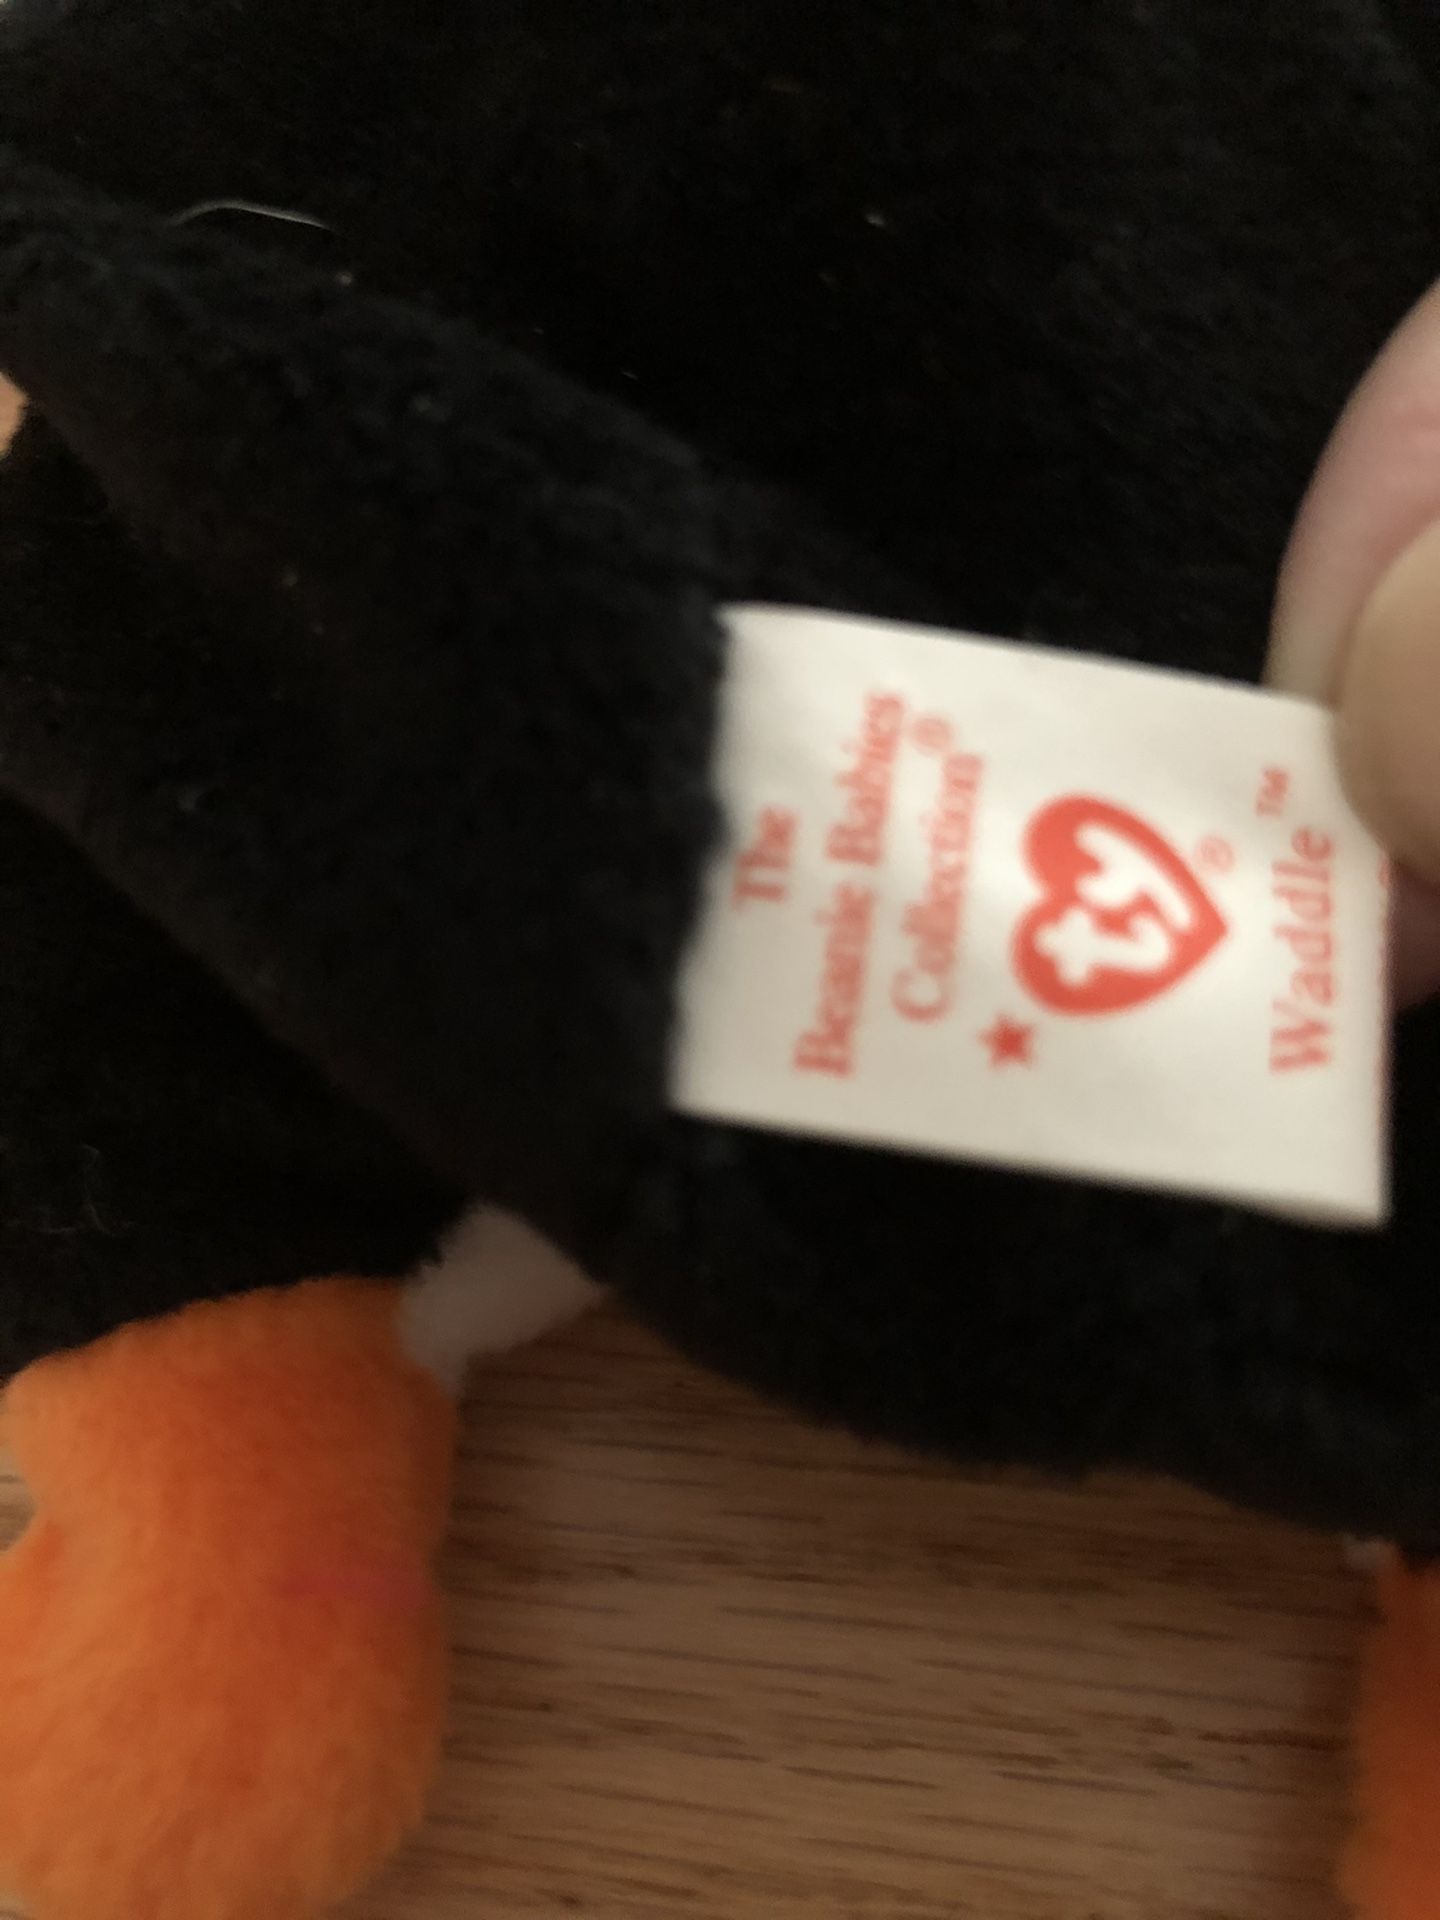 The
Beanie Babies
Collection®
ty®
Waddle™